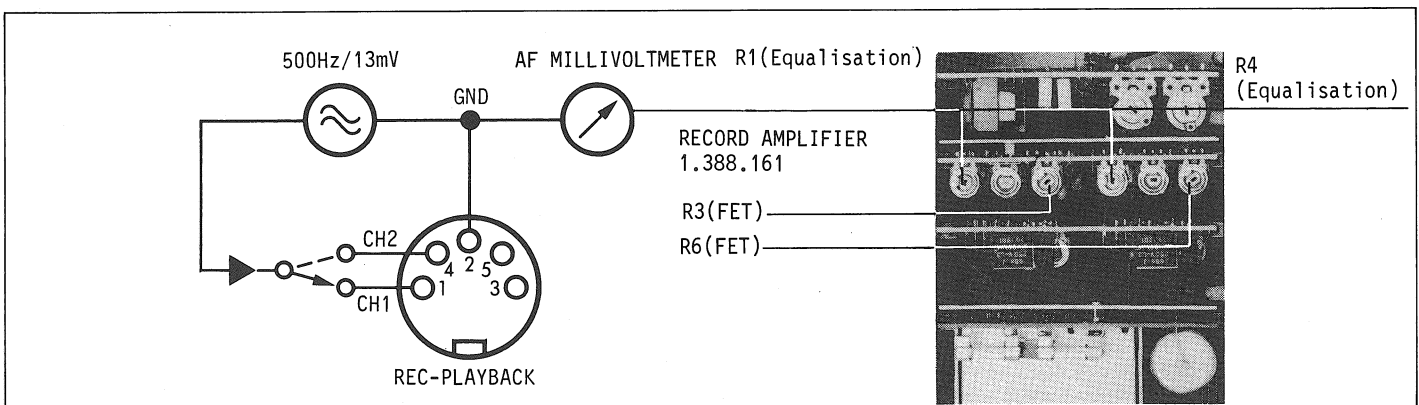 500Hz/13mV
AF MILLIVOLTMETER
R1(Equalisation)
R4
(Equalisation)
GND
RECORD AMPLIFIER
1.388.161
R3(FET)
R6(FET)
CH2
CH1
4
2
5
1
3
REC-PLAYBACK